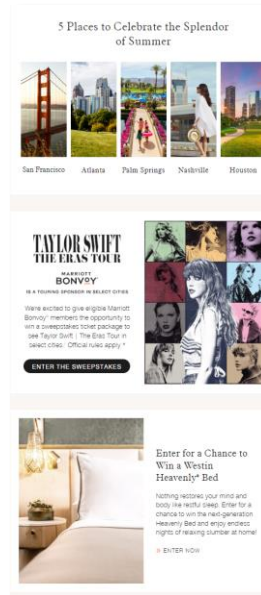 5 Places to Celebrate the Splendor
of Summer
San Francisco
Atlanta
Palm Springs
Nashville
Houston
TAYLOR SWIFT
THE ERAS TOUR
MARRIOTT
BONVOY
IS A TOURING SPONSOR IN SELECT CITIES
We're excited to give eligible Marriott
Bonvoy® members the opportunity to
win a sweepstakes ticket package to
see Taylor Swift | The Eras Tour in
select cities. Official rules apply.*
ENTER THE SWEEPSTAKES
Enter for a Chance to
Win a Westin
Heavenly® Bed
Nothing restores your mind and
body like restful sleep. Enter for a
chance to win the next-generation
Heavenly Bed and enjoy endless
nights of relaxing slumber at home!
» ENTER NOW